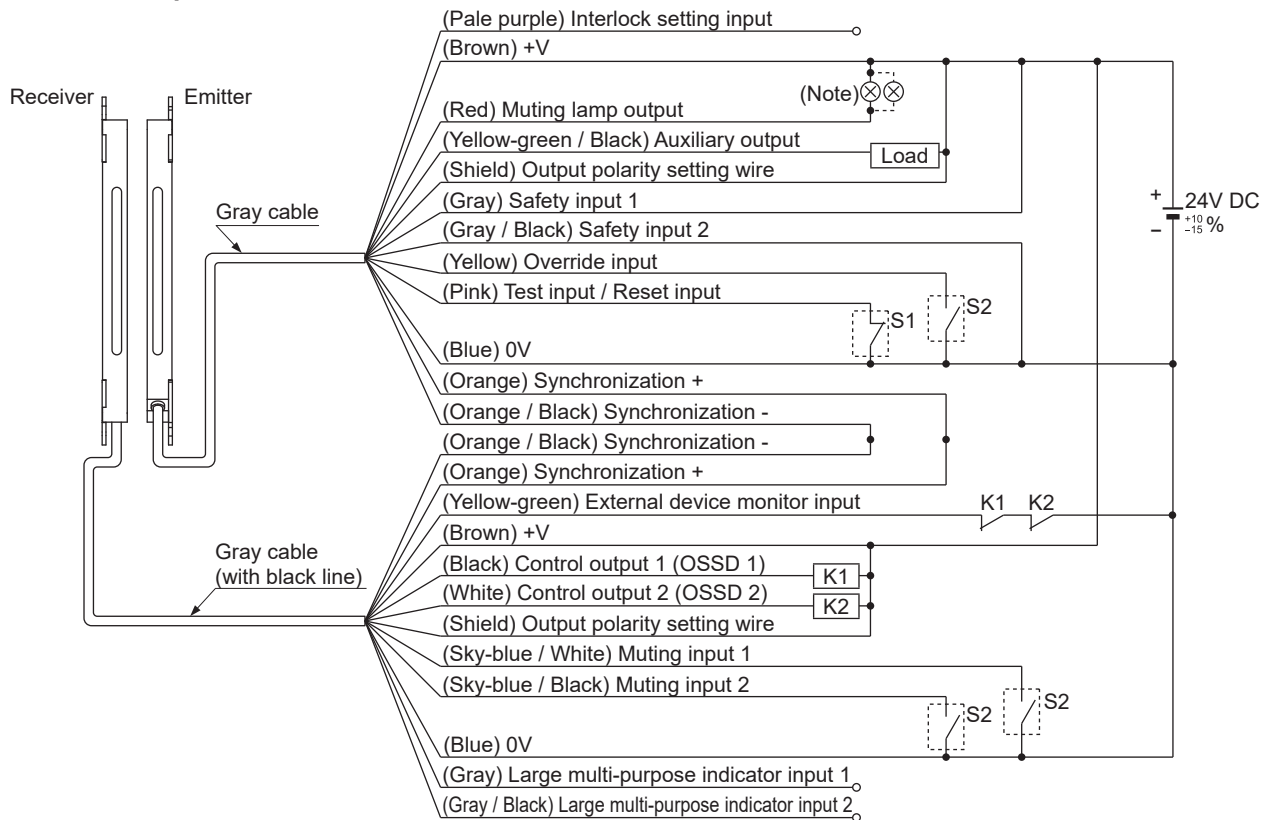 (Pale purple) Interlock setting input
(Brown) +V
Receiver
Emitter
(Note)
(Red) Muting lamp output
(Yellow-green / Black) Auxiliary output
Load
(Shield) Output polarity setting wire
(Gray) Safety input 1
+
24V DC
+10
-15 %
–
Gray cable
(Gray / Black) Safety input 2
(Yellow) Override input
(Pink) Test input / Reset input
S1
S2
(Blue) 0V
(Orange) Synchronization +
(Orange / Black) Synchronization -
(Orange / Black) Synchronization -
(Orange) Synchronization +
(Yellow-green) External device monitor input
K1
K2
(Brown) +V
Gray cable
(with black line)
(Black) Control output 1 (OSSD 1)
K1
(White) Control output 2 (OSSD 2)
K2
(Shield) Output polarity setting wire
(Sky-blue / White) Muting input 1
(Sky-blue / Black) Muting input 2
S2
S2
(Blue) 0V
(Gray) Large multi-purpose indicator input 1
(Gray / Black) Large multi-purpose indicator input 2